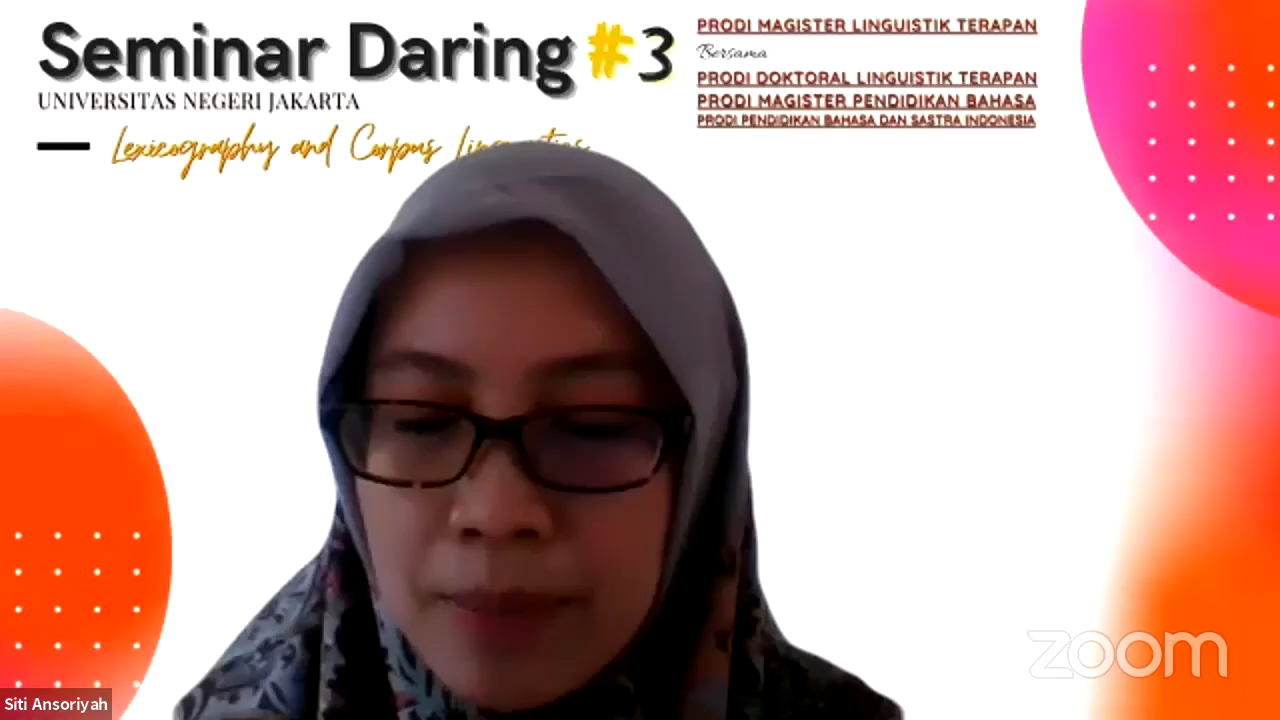 Seminar Daring #3
UNIVERSITAS NEGERI JAKARTA
Lexicography and Corpus
PRODI MAGISTER LINGUISTIK TERAPAN
Bersama
PRODI DOKTORAL LINGUISTIK TERAPAN
PRODI MAGISTER PENDIDIKAN BAHASA
PRODI PENDIDIKAN BAHASA DAN SASTRA INDONESIA
zoom
Siti Ansoriyah